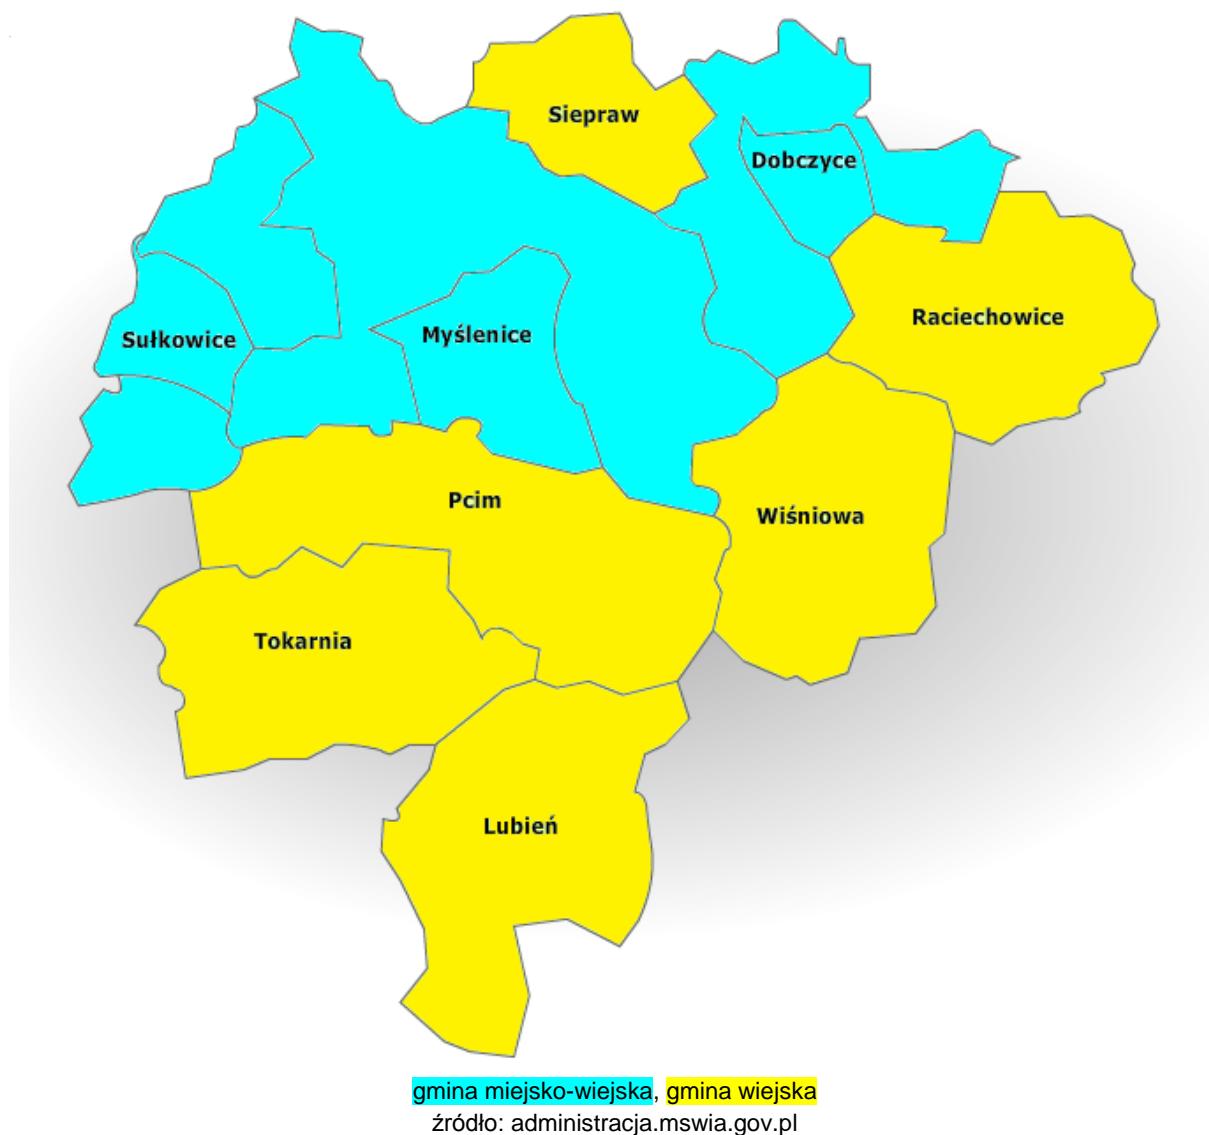 Siepraw
Dobczyce
Raciechowice
Sułkowice
Myślenice
Pcim
Wiśniowa
Tokarnia
Lubień
gmina miejsko-wiejska, gmina wiejska
źródło: administracja.mswia.gov.pl